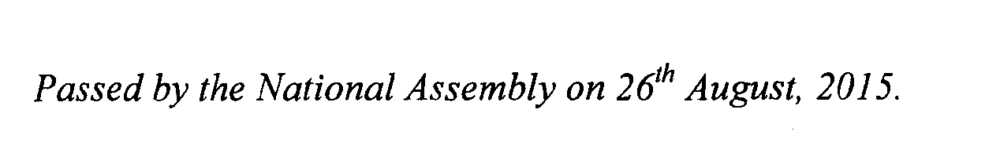 Passed by the National Assembly on 26th August, 2015.